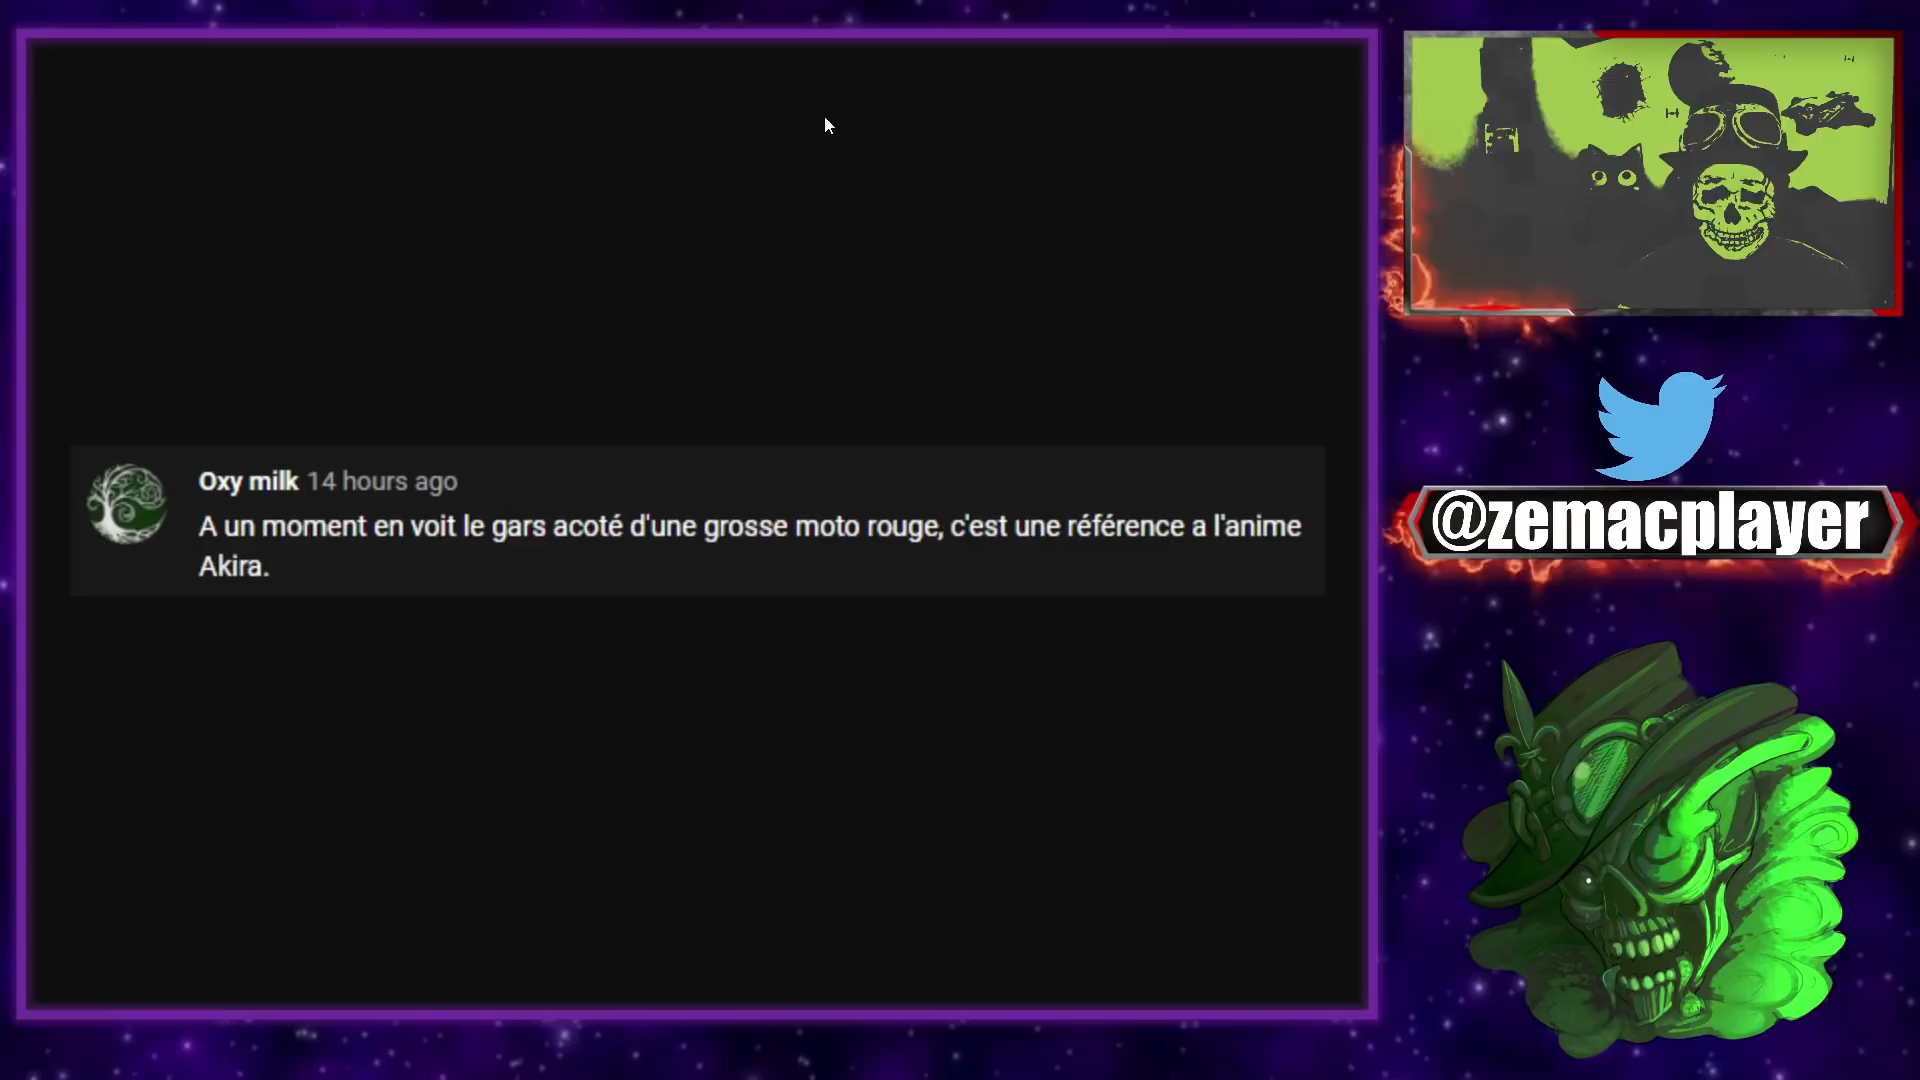 Oxy milk 14 hours ago
A un moment en voit le gars acoté d'une grosse moto rouge, c'est une référence a l'anime
Akira.
@zemacplayer